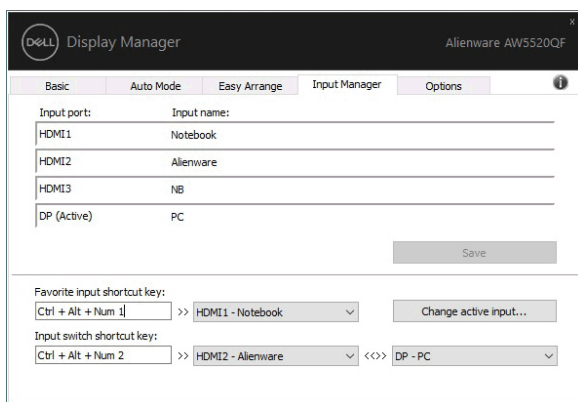 DELL Display Manager Alienware AW5520QF x
Basic Auto Mode Easy Arrange Input Manager Options i
Input port: Input name:
HDMI1 Notebook
HDMI2 Alienware
HDMI3 NB
DP (Active) PC
Save
Favorite input shortcut key:
Ctrl + Alt + Num 1 >> HDMI1 - Notebook Change active input...
Input switch shortcut key:
Ctrl + Alt + Num 2 >> HDMI2 - Alienware <<>> DP - PC